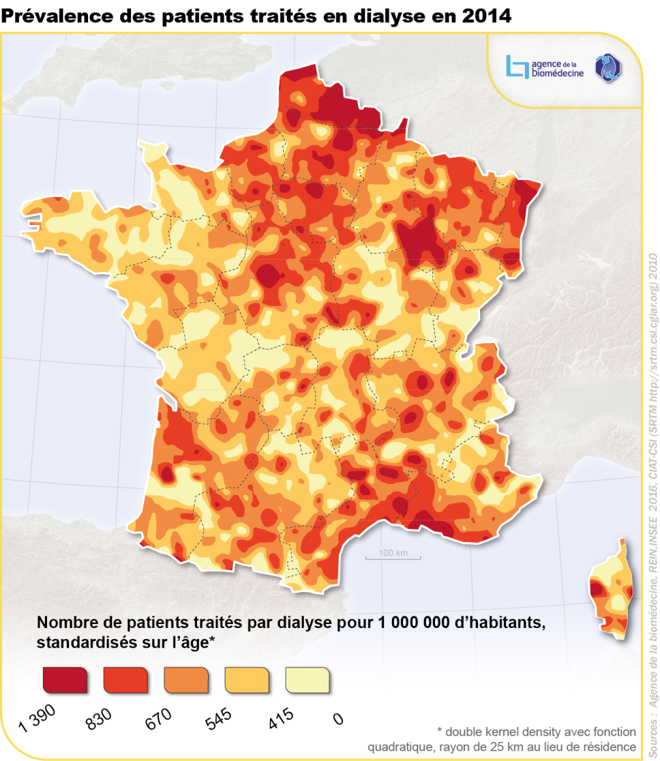 Prévalence des patients traités en dialyse en 2014
agence de la
biomédecine
100 km
Nombre de patients traités par dialyse pour 1 000 000 d'habitants,
standardisés sur l'âge*
1 390
830
670
545
415
0
* double kernel density avec fonction
quadratique, rayon de 25 km au lieu de résidence
Sources : Agence de la biomédecine, REIN,INSEE 2016, CIAT-CSI (SRTM http://srtm.csi.cgiar.org) 2010